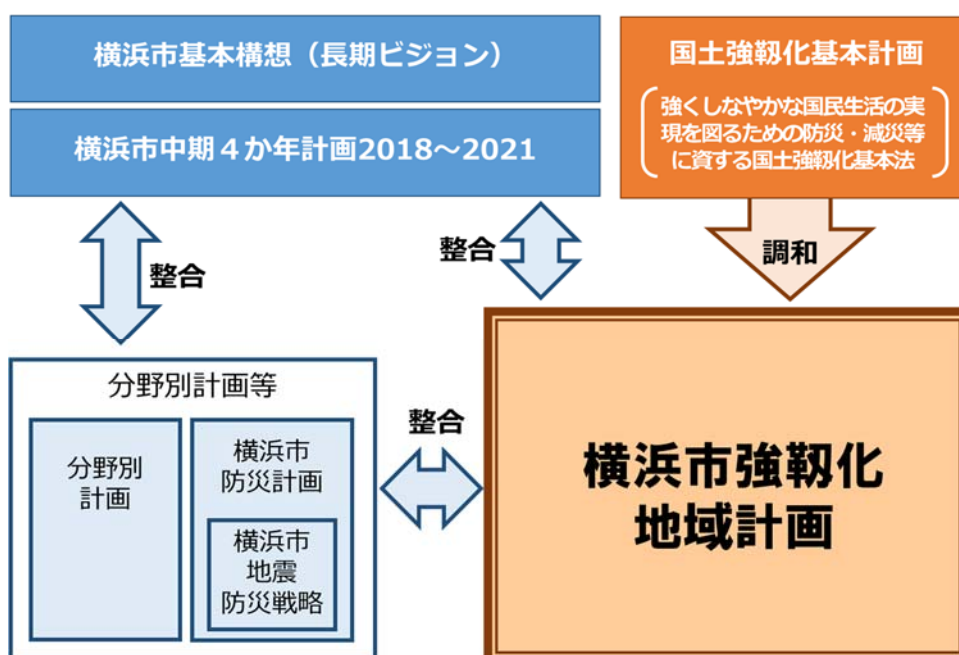 横浜市基本構想（長期ビジョン）
横浜市中期４か年計画2018～2021
国土強靱化基本計画
強くしなやかな国民生活の実
現を図るための防災・減災等
に資する国土強靱化基本法
整合
整合
調和
分野別計画等
分野別
計画
横浜市
防災計画
横浜市
地震
防災戦略
整合
横浜市強靱化
地域計画